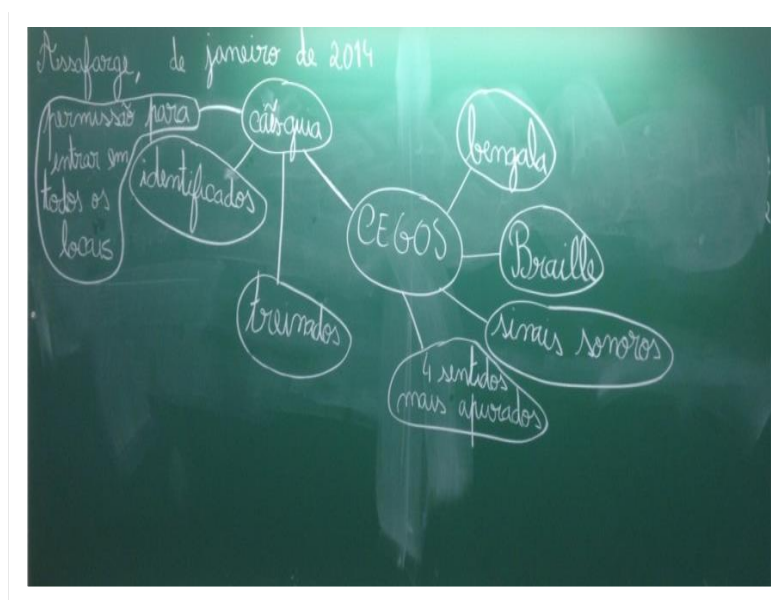 Assafarge, de janeiro de 2014
permissão para
entrar em
todos os
locais
identificados
cães guia
treinados
CEGOS
bengala
Braille
sinais sonoros
4 sentidos
mais apurados